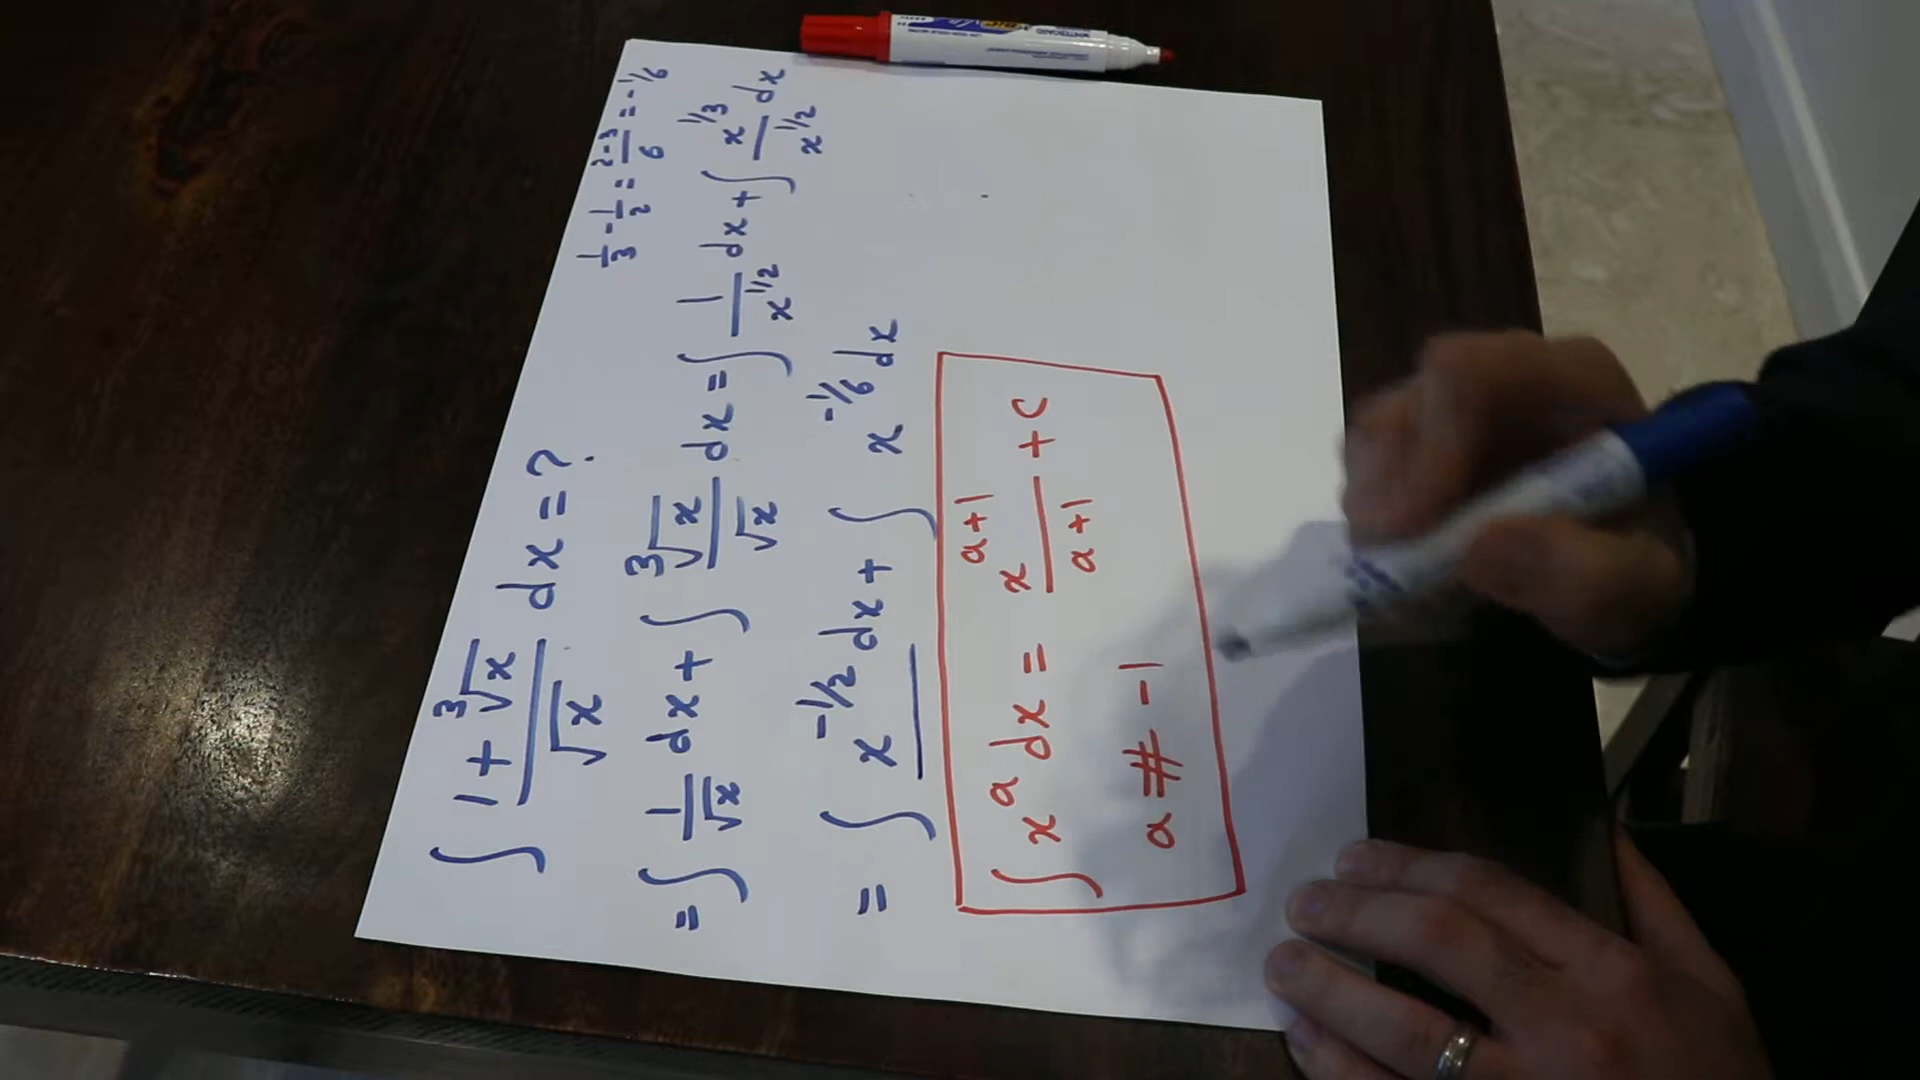 ∫ (1 + ∛x)/√x dx = ?
1/3 - 1/2 = (2-3)/6 = -1/6
= ∫ 1/√x dx + ∫ ∛x/√x dx = ∫ 1/x^(1/2) dx + ∫ x^(1/3)/x^(1/2) dx
= ∫ x^(-1/2) dx + ∫ x^(-1/6) dx
∫ x^a dx = x^(a+1)/(a+1) + C
a ≠ -1
WHITEBOARD